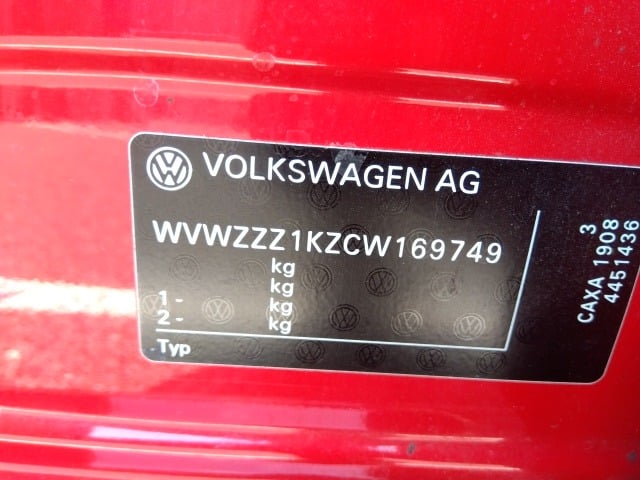 VOLKSWAGEN AG
WVWZZZ1KZCW169749
kg
kg
1 - kg
2 - kg
Typ
3
CAXA 1908
4451436